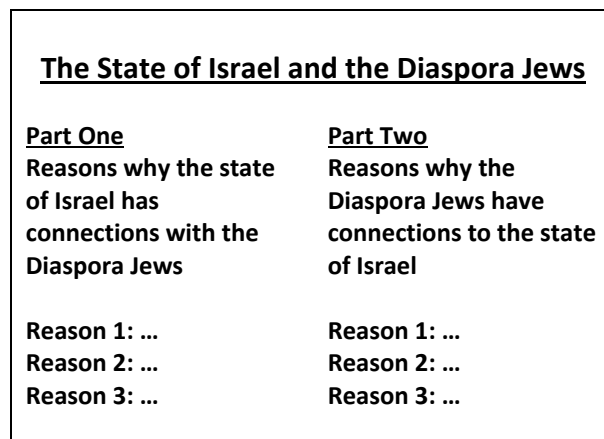 The State of Israel and the Diaspora Jews
Part One
Reasons why the state
of Israel has
connections with the
Diaspora Jews
Reason 1: ...
Reason 2: ...
Reason 3: ...
Part Two
Reasons why the
Diaspora Jews have
connections to the state
of Israel
Reason 1: ...
Reason 2: ...
Reason 3: ...